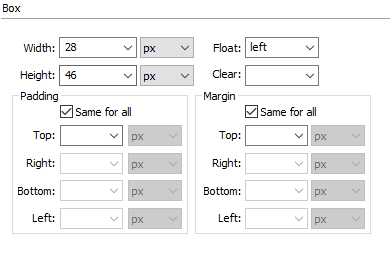 Box
Width: 28 px Float: left
Height: 46 px Clear:
Padding Margin
Same for all Same for all
Top: px Top: px
Right: px Right: px
Bottom: px Bottom: px
Left: px Left: px